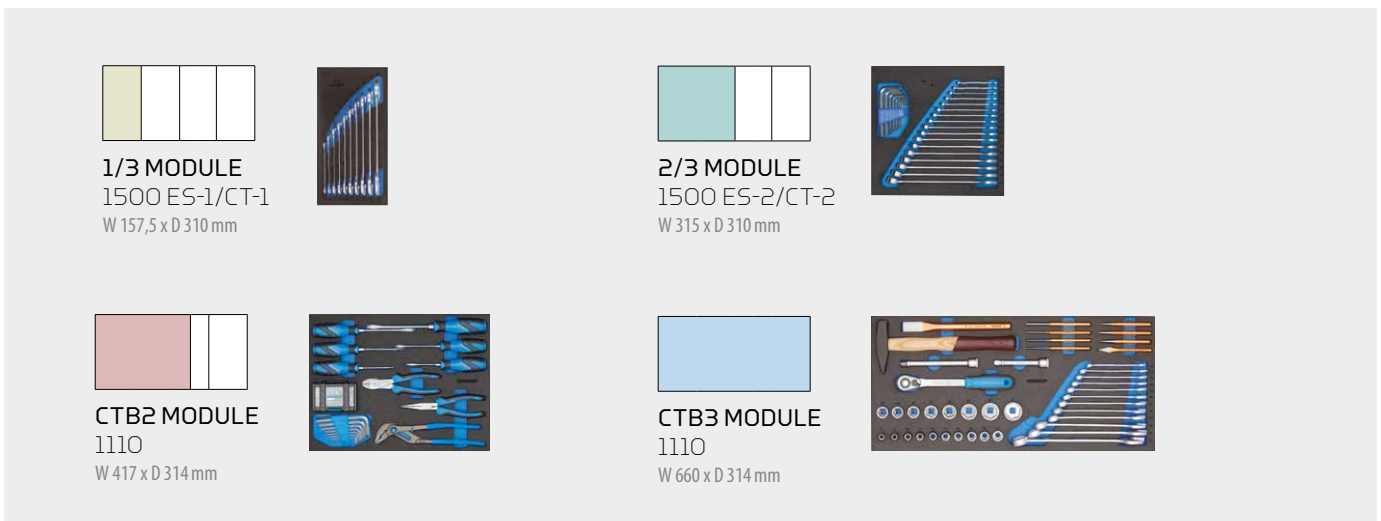 1/3 MODULE
1500 ES-1/CT-1
W 157,5 x D 310 mm
2/3 MODULE
1500 ES-2/CT-2
W 315 x D 310 mm
CTB2 MODULE
1110
W 417 x D 314 mm
CTB3 MODULE
1110
W 660 x D 314 mm